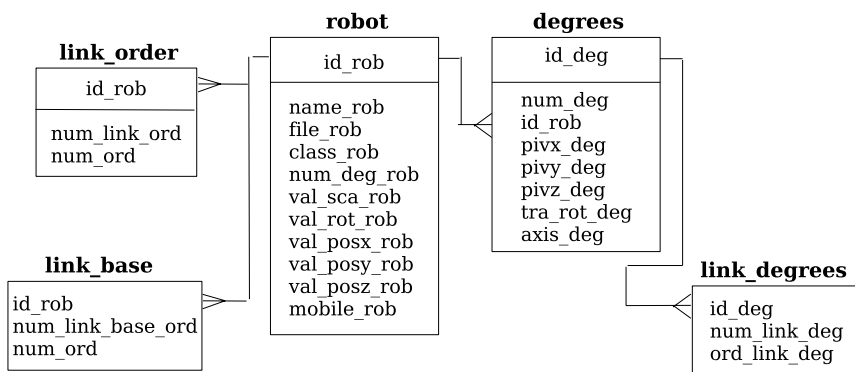 link_order
id_rob
num_link_ord
num_ord
link_base
id_rob
num_link_base_ord
num_ord
robot
id_rob
name_rob
file_rob
class_rob
num_deg_rob
val_sca_rob
val_rot_rob
val_posx_rob
val_posy_rob
val_posz_rob
mobile_rob
degrees
id_deg
num_deg
id_rob
pivx_deg
pivy_deg
pivz_deg
tra_rot_deg
axis_deg
link_degrees
id_deg
num_link_deg
ord_link_deg